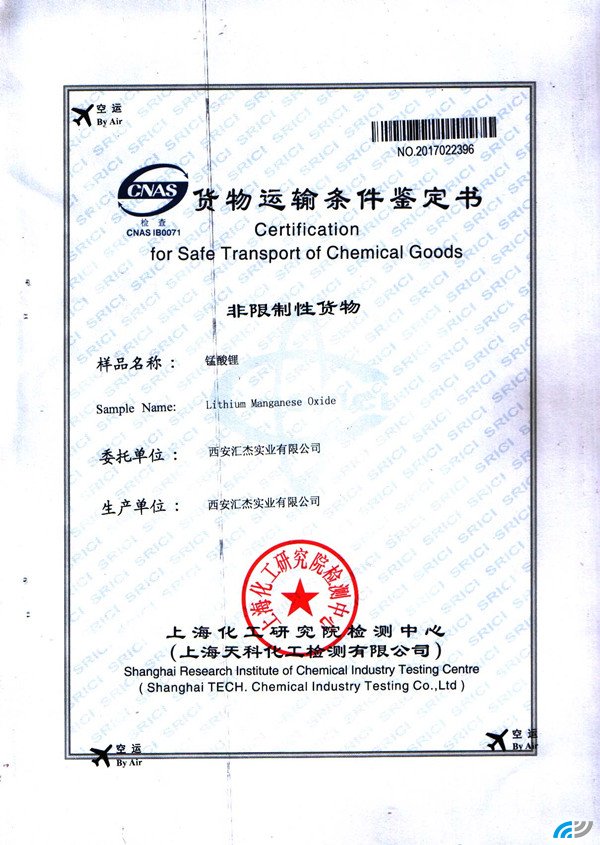 空 运
By Air
NO.2017022396
CNAS
检 查
CNAS IB0071
货物运输条件鉴定书
Certification
for Safe Transport of Chemical Goods
非限制性货物
样品名称： 锰酸锂
Sample Name: Lithium Manganese Oxide
委托单位： 西安汇杰实业有限公司
生产单位： 西安汇杰实业有限公司
上海化工研究院检测中心
上海化工研究院检测中心
(上海天科化工检测有限公司)
Shanghai Research Institute of Chemical Industry Testing Centre
( Shanghai TECH. Chemical Industry Testing Co.,Ltd )
空 运
By Air
空 运
By Air